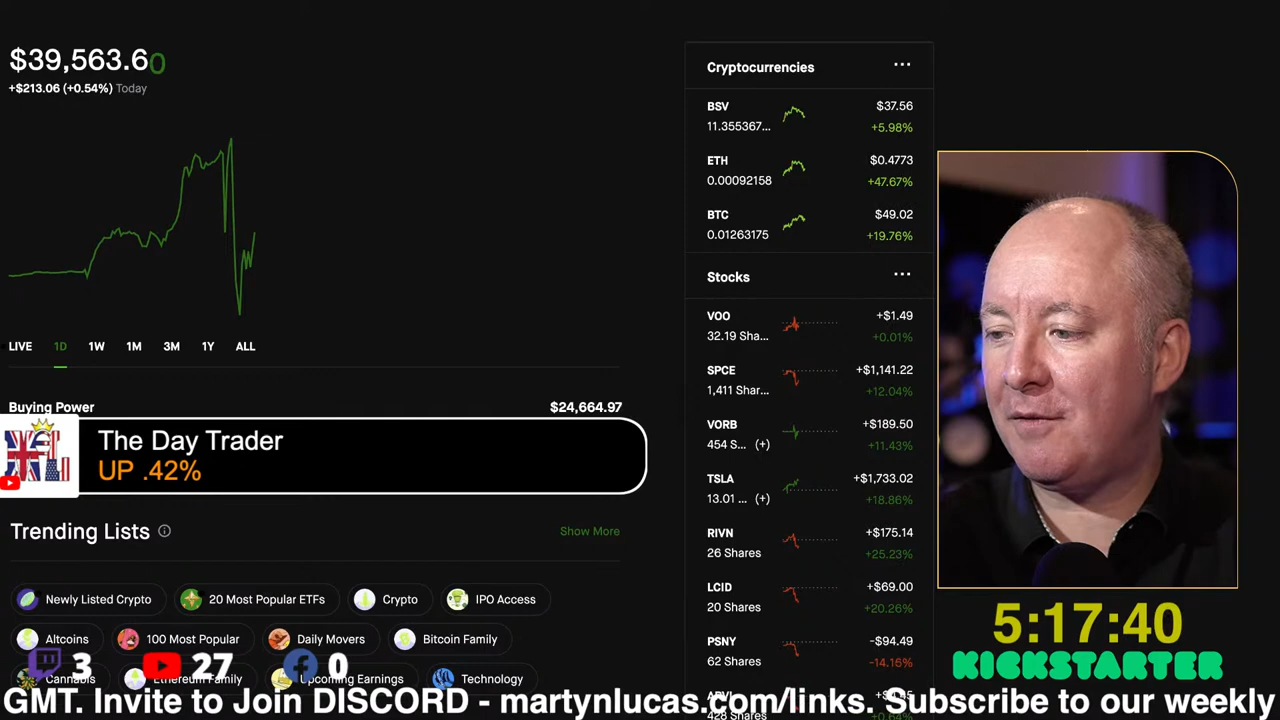 $39,563.60
+$213.06 (+0.54%) Today
LIVE 1D 1W 1M 3M 1Y ALL
Buying Power $24,664.97
The Day Trader
UP .42%
Trending Lists
Show More
Newly Listed Crypto
20 Most Popular ETFs
Crypto
IPO Access
Altcoins
100 Most Popular
Daily Movers
Bitcoin Family
Cannabis
Ethereum Family
Upcoming Earnings
Technology
3 27 0
Cryptocurrencies
BSV $37.56
11.355367... +5.98%
ETH $0.4773
0.00092158 +47.67%
BTC $49.02
0.01263175 +19.76%
Stocks
VOO +$1.49
32.19 Sha... +0.01%
SPCE +$1,141.22
1,411 Shar... +12.04%
VORB +$189.50
454 S... (+) +11.43%
TSLA +$1,733.02
13.01 ... (+) +18.86%
RIVN +$175.14
26 Shares +25.23%
LCID +$69.00
20 Shares +20.26%
PSNY -$94.49
62 Shares -14.16%
428 Shares
5:17:40
KICKSTARTER
GMT. Invite to Join DISCORD - martynlucas.com/links. Subscribe to our weekly